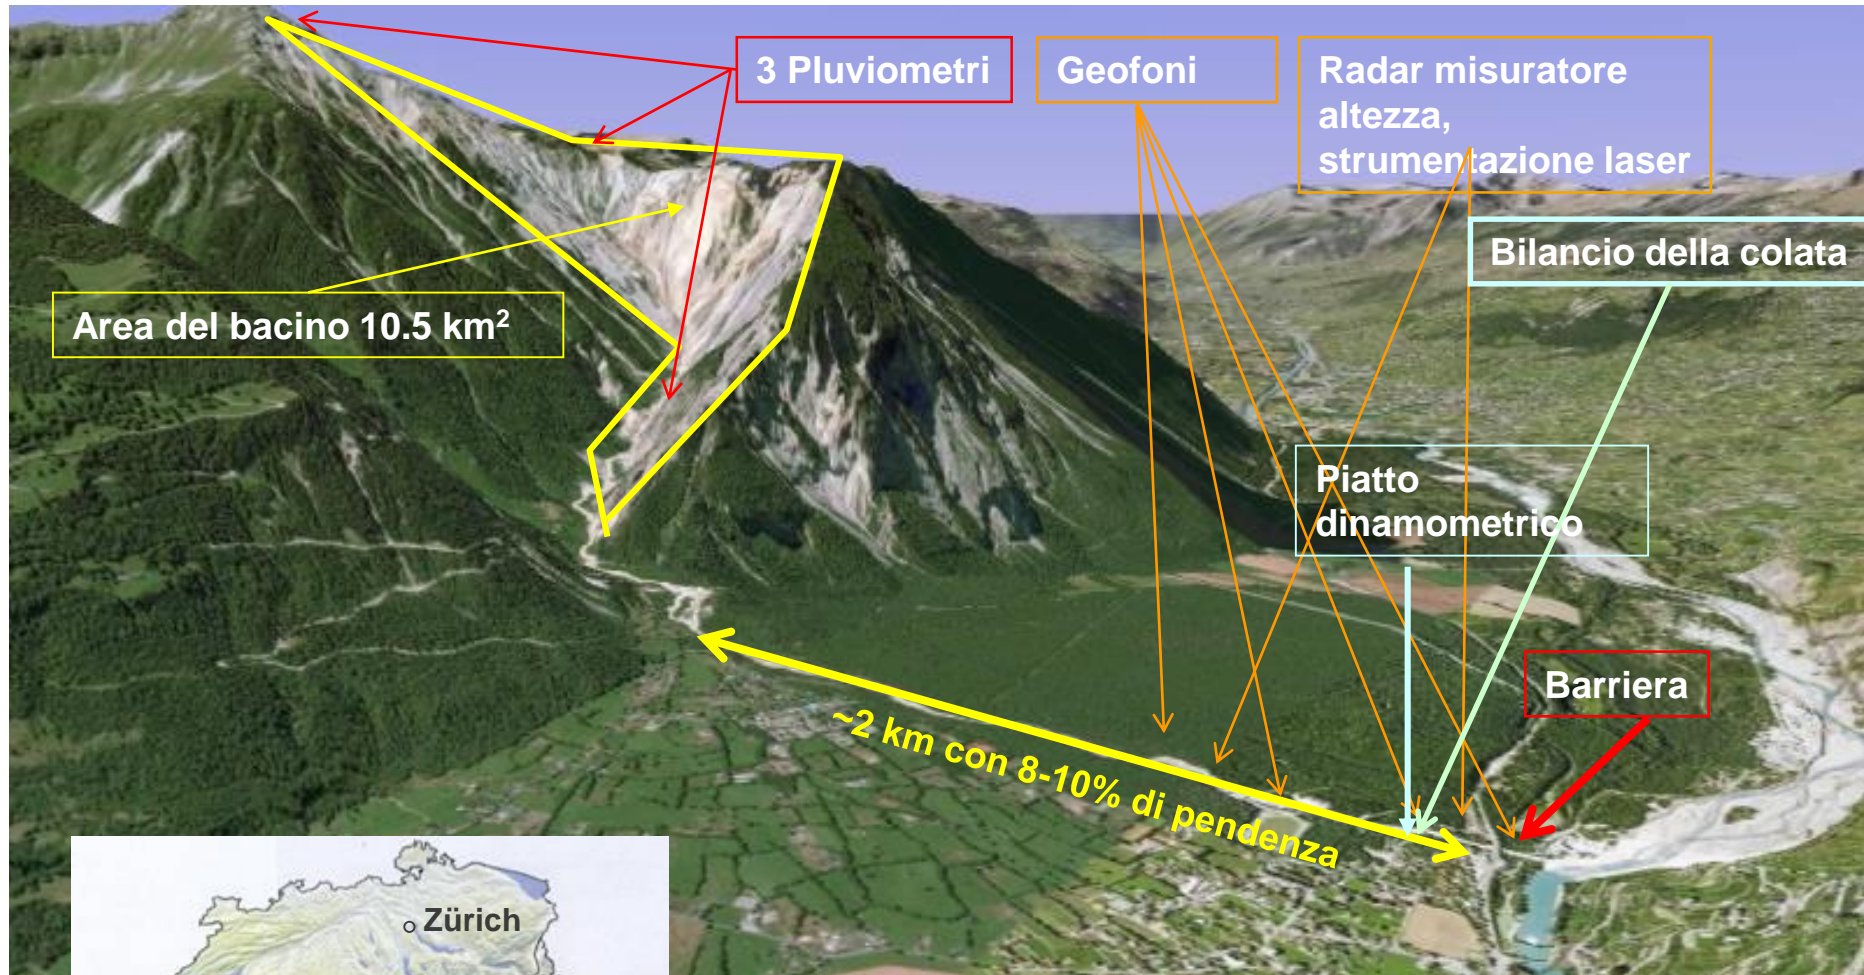 3 Pluviometri
Geofoni
Radar misuratore
altezza,
strumentazione laser
Bilancio della colata
Area del bacino 10.5 km²
Piatto
dinamometrico
Barriera
~2 km con 8-10% di pendenza
Zürich